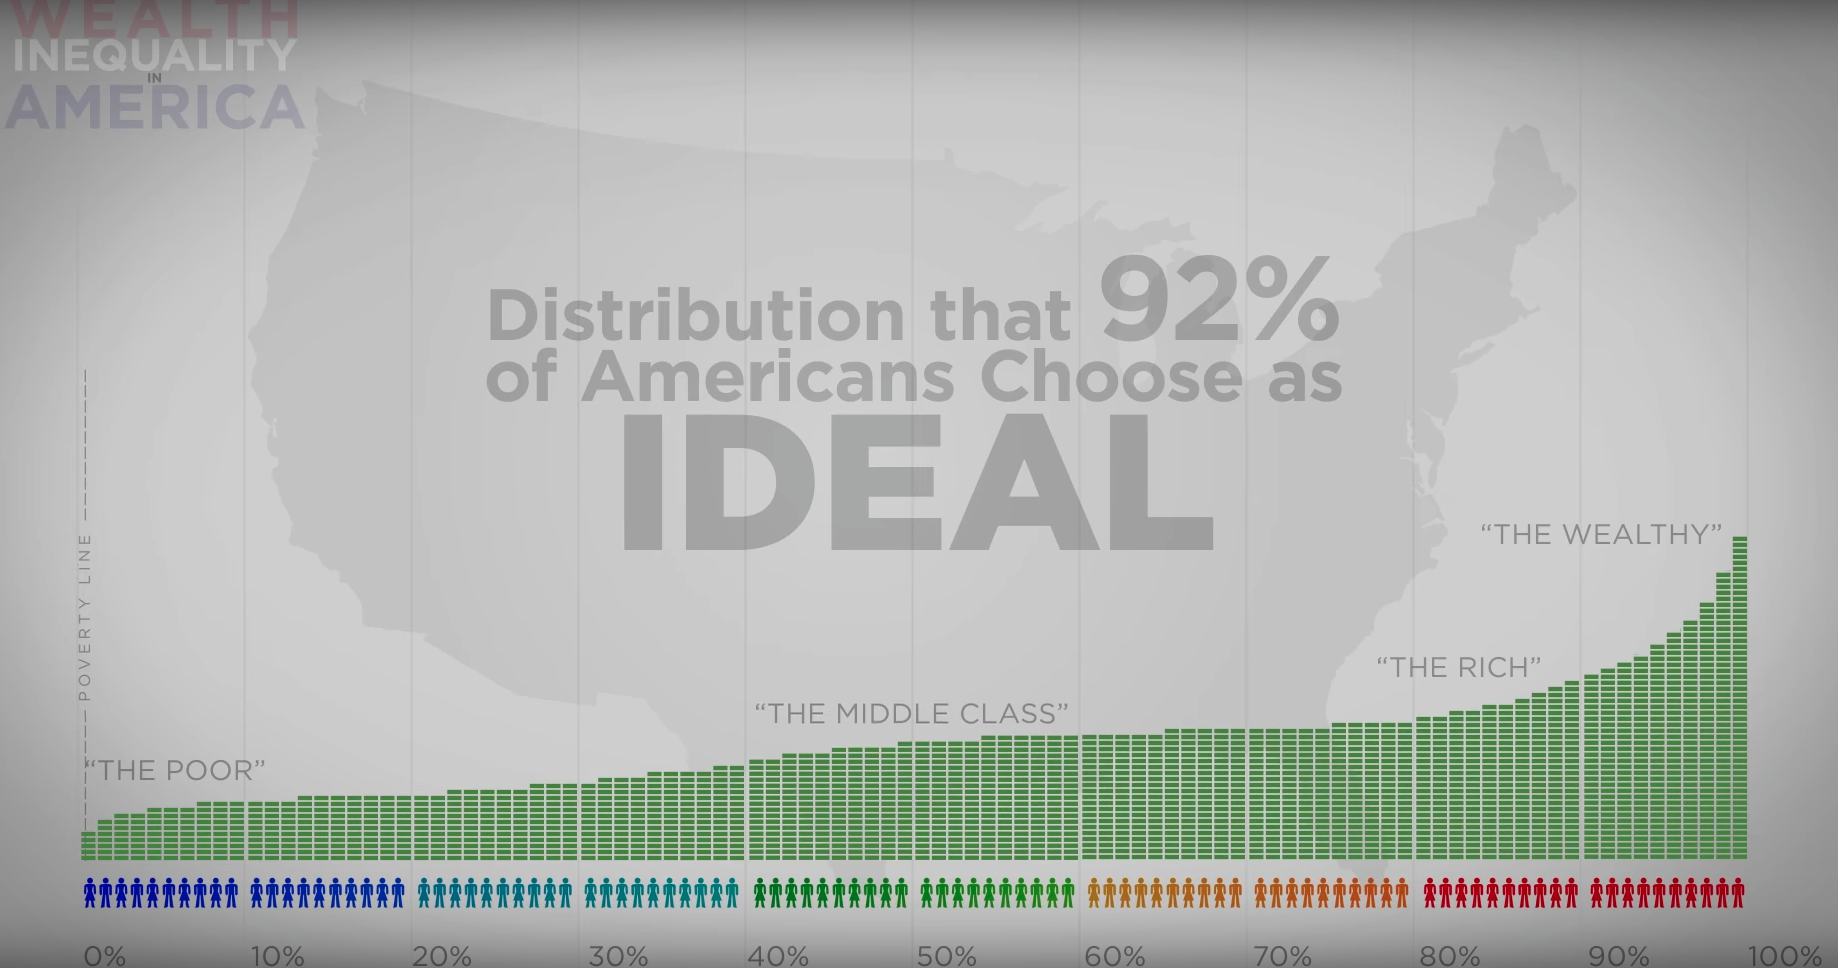 WEALTH
INEQUALITY
IN
AMERICA
Distribution that 92%
of Americans Choose as
IDEAL
“THE WEALTHY”
“THE RICH”
“THE MIDDLE CLASS”
“THE POOR”
POVERTY LINE
0% 10% 20% 30% 40% 50% 60% 70% 80% 90% 100%